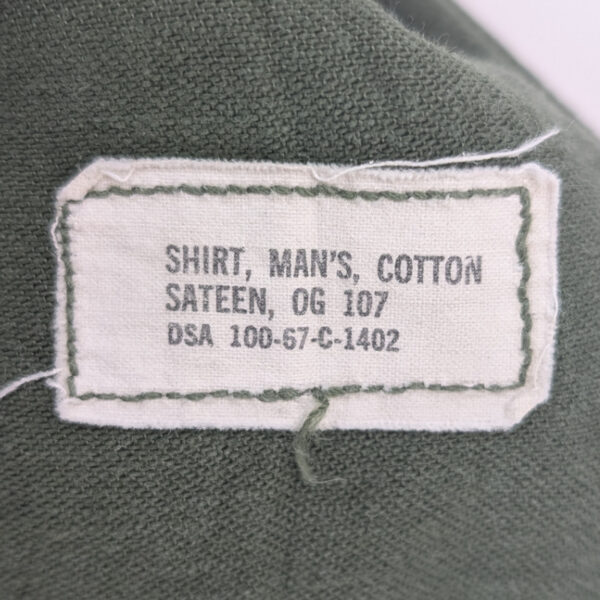 SHIRT, MAN'S, COTTON
SATEEN, OG 107
DSA 100-67-C-1402